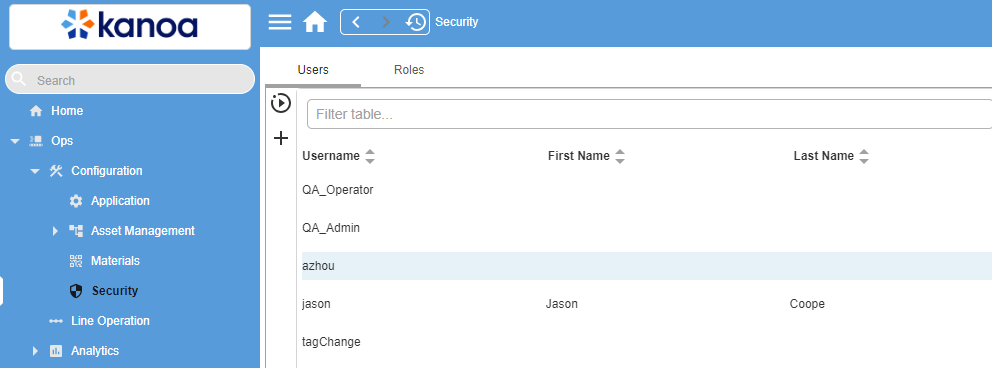 kanoa
Security
Search
Users
Roles
Filter table...
Home
Ops
Username
First Name
Last Name
Configuration
QA_Operator
Application
QA_Admin
Asset Management
Materials
azhou
Security
jason
Jason
Coope
Line Operation
tagChange
Analytics